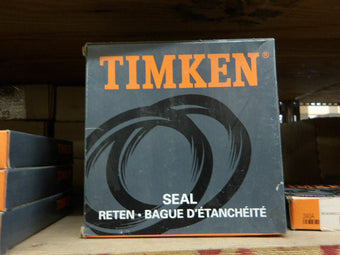 TIMKEN®
SEAL
RETEN • BAGUE D'ÉTANCHÉITÉ